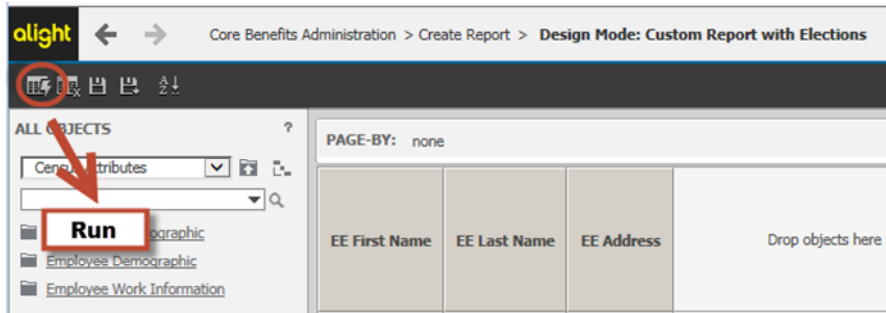 alight
Core Benefits Administration > Create Report > Design Mode: Custom Report with Elections
ALL OBJECTS ?
PAGE-BY: none
Census Attributes
Run
Employee Demographic
Employee Work Information
EE First Name EE Last Name EE Address Drop objects here